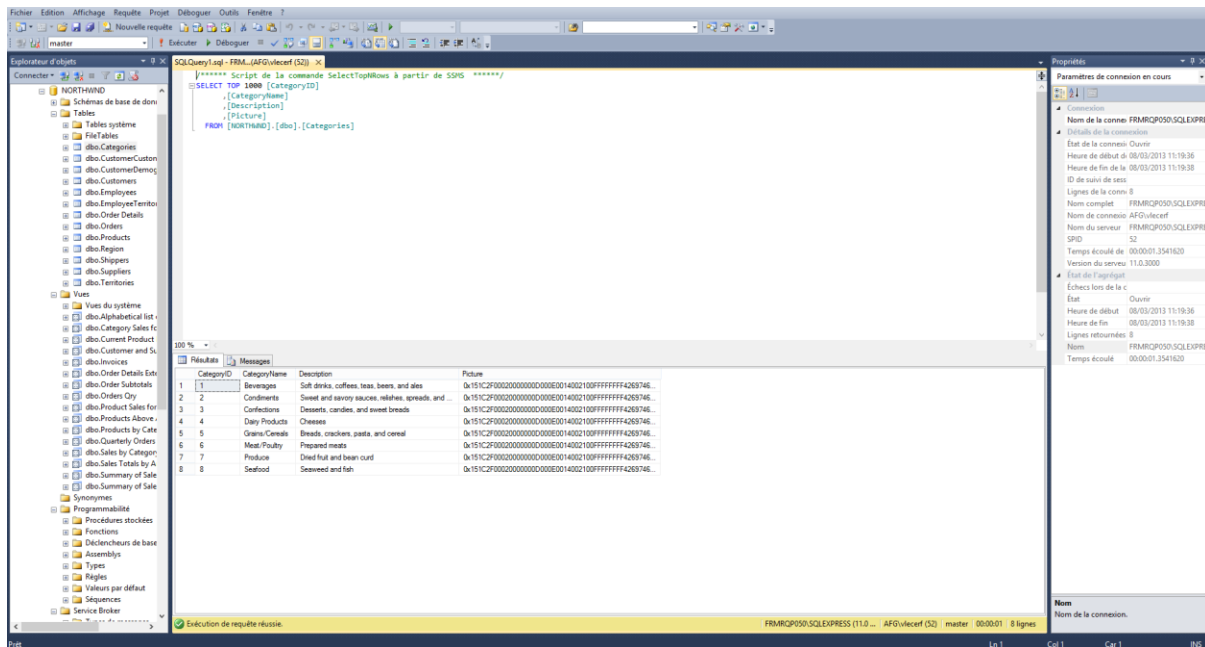 Fichier Edition Affichage Requête Projet Déboguer Outils Fenêtre ?
Nouvelle requête
master Exécuter Déboguer
Explorateur d'objets
Connecter
NORTHWND
Schémas de base de don
Tables
Tables système
FileTables
dbo.Categories
dbo.CustomerCustom
dbo.CustomerDemog
dbo.Customers
dbo.Employees
dbo.EmployeeTerrito
dbo.Order Details
dbo.Orders
dbo.Products
dbo.Region
dbo.Shippers
dbo.Suppliers
dbo.Territories
Vues
Vues du système
dbo.Alphabetical list
dbo.Category Sales fo
dbo.Current Product
dbo.Customer and Su
dbo.Invoices
dbo.Order Details Exte
dbo.Order Subtotals
dbo.Orders Qry
dbo.Product Sales for
dbo.Products Above
dbo.Products by Cate
dbo.Quarterly Orders
dbo.Sales by Category
dbo.Sales Totals by A
dbo.Summary of Sale
dbo.Summary of Sale
Synonymes
Programmabilité
Procédures stockées
Fonctions
Déclencheurs de base
Assemblys
Types
Règles
Valeurs par défaut
Séquences
Service Broker
SQLQuery1.sql - FRM...(AFG\vlecerf (52))
/****** Script de la commande SelectTopNRows à partir de SSMS ******/
SELECT TOP 1000 [CategoryID]
,[CategoryName]
,[Description]
,[Picture]
FROM [NORTHWND].[dbo].[Categories]
100 %
Résultats Messages
CategoryID CategoryName Description Picture
1 1 Beverages Soft drinks, coffees, teas, beers, and ales 0x151C2F00020000000D000E0014002100FFFFFFFF4269746...
2 2 Condiments Sweet and savory sauces, relishes, spreads, and ... 0x151C2F00020000000D000E0014002100FFFFFFFF4269746...
3 3 Confections Desserts, candies, and sweet breads 0x151C2F00020000000D000E0014002100FFFFFFFF4269746...
4 4 Dairy Products Cheeses 0x151C2F00020000000D000E0014002100FFFFFFFF4269746...
5 5 Grains/Cereals Breads, crackers, pasta, and cereal 0x151C2F00020000000D000E0014002100FFFFFFFF4269746...
6 6 Meat/Poultry Prepared meats 0x151C2F00020000000D000E0014002100FFFFFFFF4269746...
7 7 Produce Dried fruit and bean curd 0x151C2F00020000000D000E0014002100FFFFFFFF4269746...
8 8 Seafood Seaweed and fish 0x151C2F00020000000D000E0014002100FFFFFFFF4269746...
Exécution de requête réussie. FRMRQP050\SQLEXPRESS (11.0 ... AFG\vlecerf (52) master 00:00:01 8 lignes
Propriétés
Paramètres de connexion en cours
Connexion
Nom de la connex FRMRQP050\SQLEXPRE
Détails de la connexion
État de la connexi Ouvrir
Heure de début d 08/03/2013 11:19:36
Heure de fin de la 08/03/2013 11:19:38
ID de suivi de sess
Lignes de la conn 8
Nom complet FRMRQP050\SQLEXPRE
Nom de connexio AFG\vlecerf
Nom du serveur FRMRQP050\SQLEXPRE
SPID 52
Temps écoulé de 00:00:01.3541620
Version du serveu 11.0.3000
État de l'agrégat
Échecs lors de la c
État Ouvrir
Heure de début 08/03/2013 11:19:36
Heure de fin 08/03/2013 11:19:38
Lignes retournées 8
Nom FRMRQP050\SQLEXPRE
Temps écoulé 00:00:01.3541620
Nom
Nom de la connexion.
Prêt Ln 1 Col 1 Car 1 INS